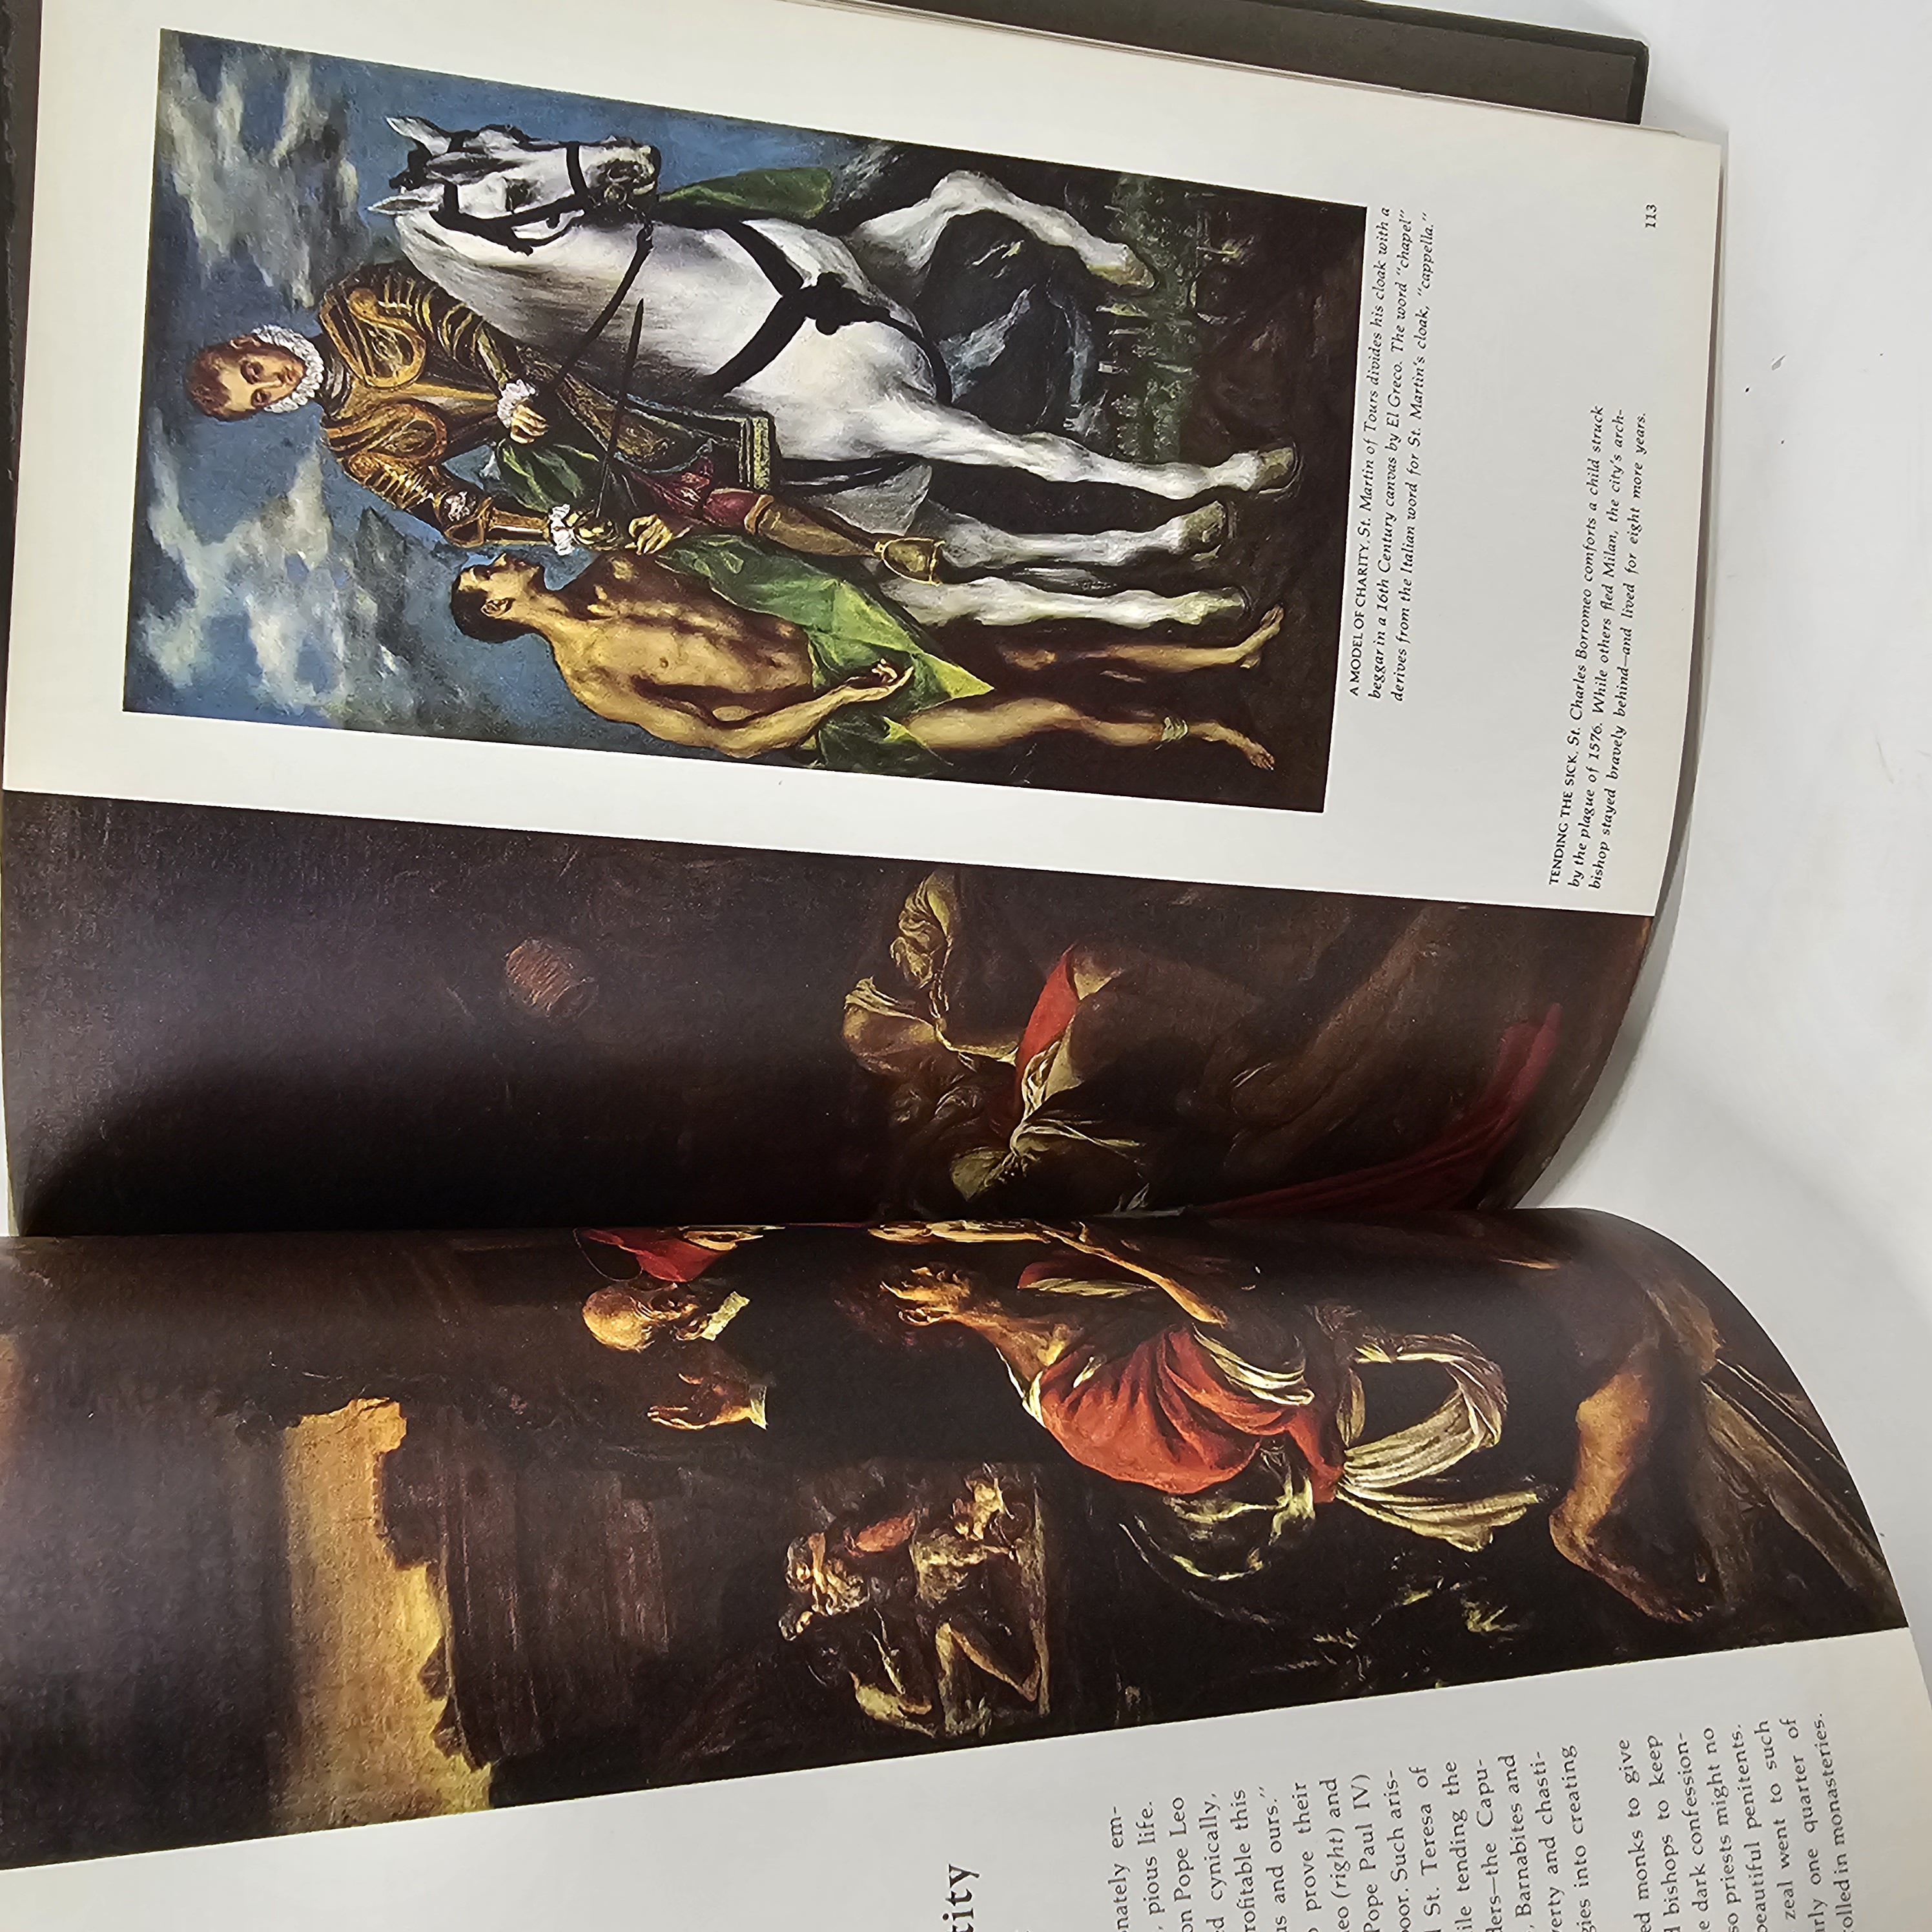 tity
nately em-
, pious life.
on Pope Leo
d cynically,
rofitable this
us and ours."
prove their
eo (right) and
Pope Paul IV)
oor. Such aris-
St. Teresa of
ile tending the
ders—the Capu-
, Barnabites and
verty and chasti-
gies into creating
ed monks to give
bishops to keep
e dark confession-
so priests might no
beautiful penitents.
zeal went to such
rly one quarter of
rolled in monasteries.
A MODEL OF CHARITY, St. Martin of Tours divides his cloak with a
beggar in a 16th Century canvas by El Greco. The word "chapel"
derives from the Italian word for St. Martin's cloak, "cappella."
TENDING THE SICK, St. Charles Borromeo comforts a child struck
by the plague of 1576. While others fled Milan, the city's arch-
bishop stayed bravely behind—and lived for eight more years.
113